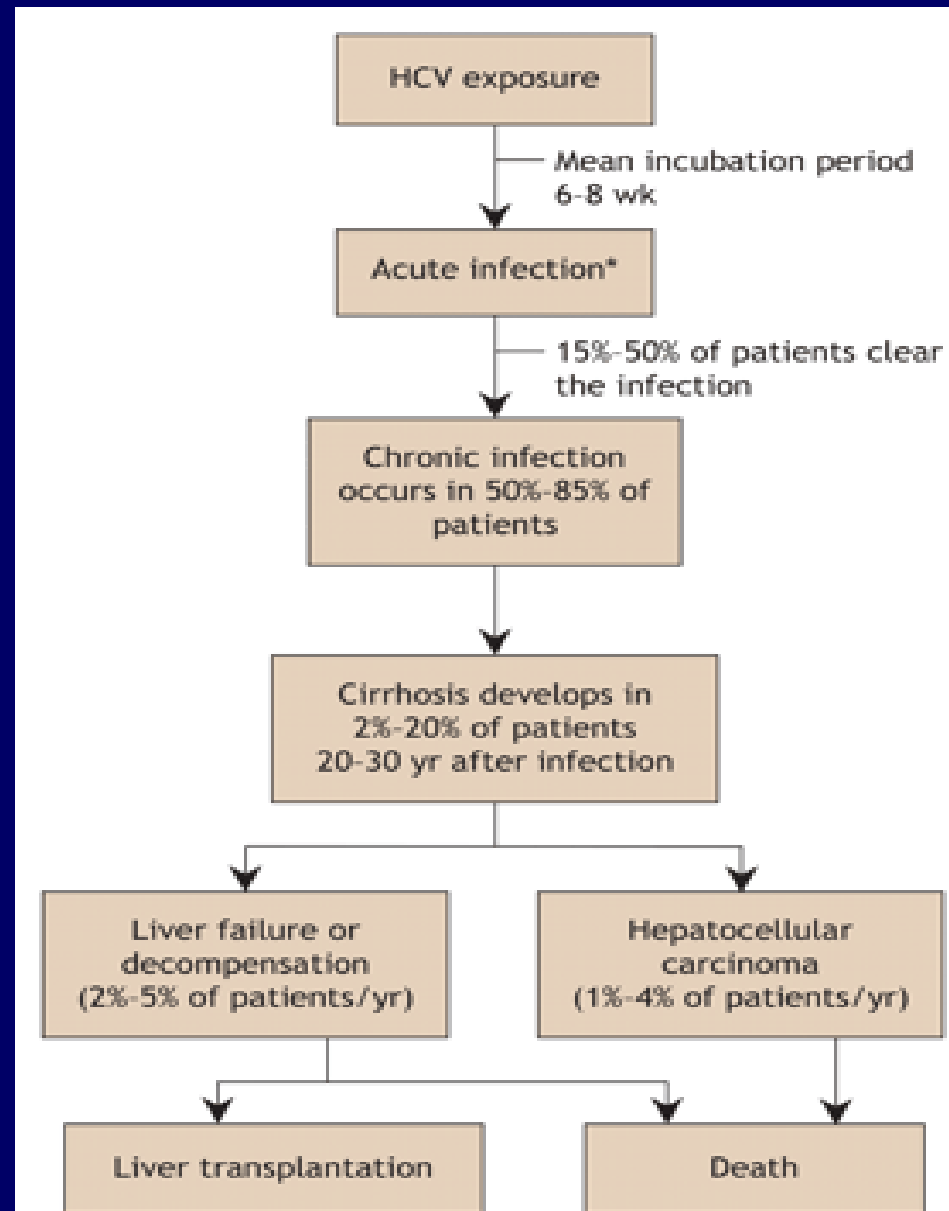 HCV exposure
Mean incubation period
6-8 wk
Acute infection*
15%-50% of patients clear
the infection
Chronic infection
occurs in 50%-85% of
patients
Cirrhosis develops in
2%-20% of patients
20-30 yr after infection
Liver failure or
decompensation
(2%-5% of patients/yr)
Hepatocellular
carcinoma
(1%-4% of patients/yr)
Liver transplantation
Death